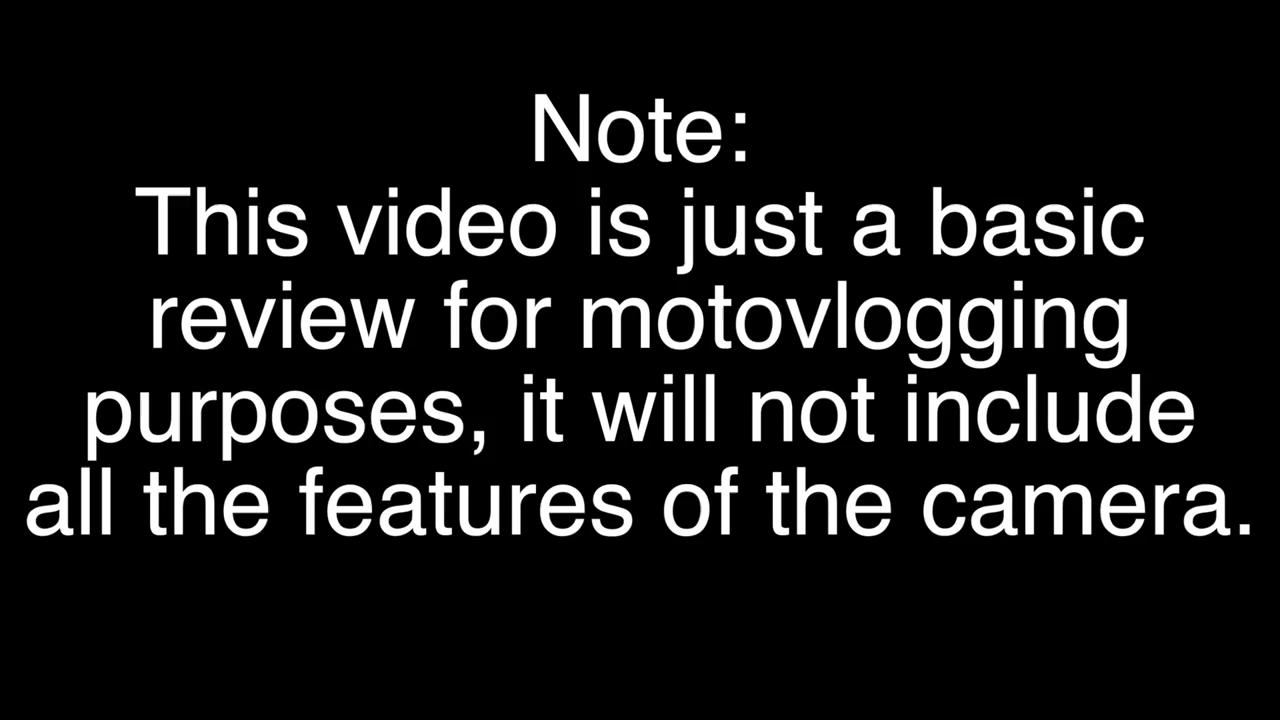 Note:
This video is just a basic
review for motovlogging
purposes, it will not include
all the features of the camera.